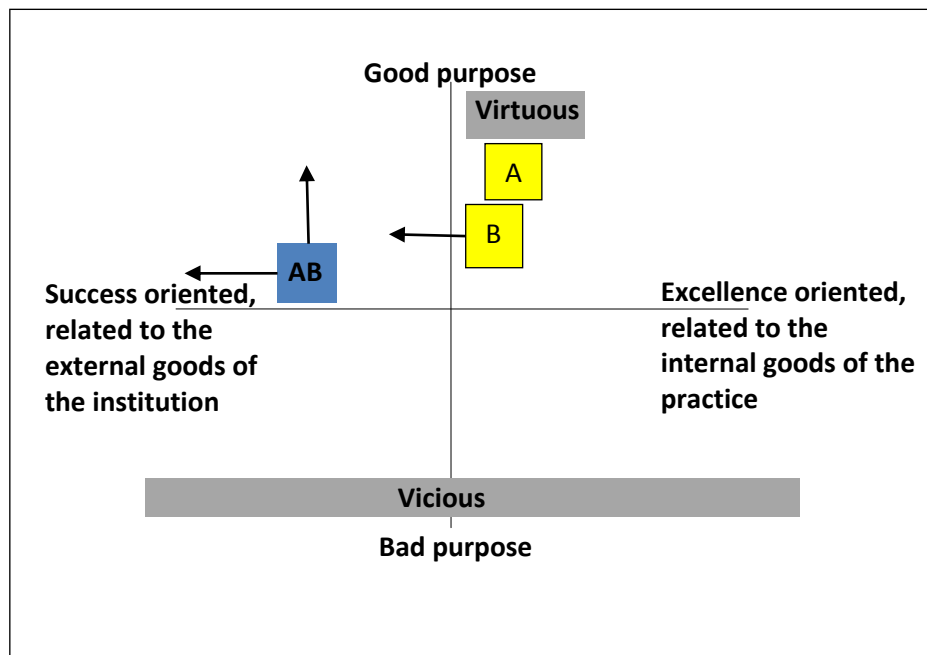 Good purpose
Virtuous
A
B
AB
Success oriented,
related to the
external goods of
the institution
Excellence oriented,
related to the
internal goods of the
practice
Vicious
Bad purpose